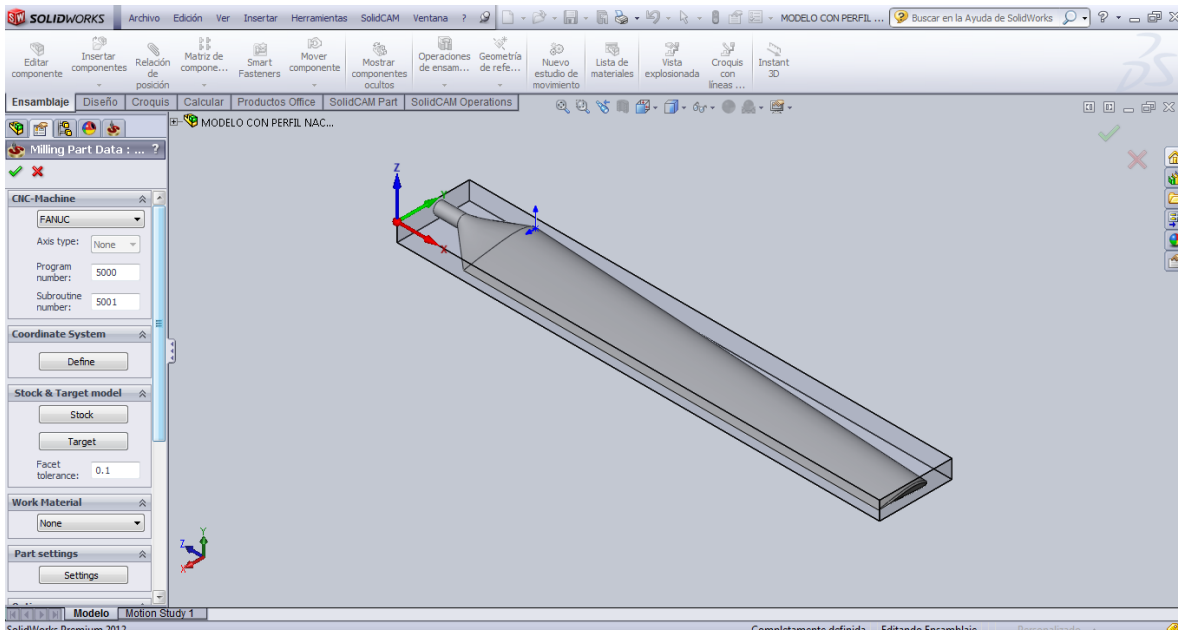 SOLIDWORKS Archivo Edición Ver Insertar Herramientas SolidCAM Ventana ? MODELO CON PERFIL ... Buscar en la Ayuda de SolidWorks ?
Editar componente
Insertar componentes
Relación de posición
Matriz de compone...
Smart Fasteners
Mover componente
Mostrar componentes ocultos
Operaciones de ensam...
Geometría de refe...
Nuevo estudio de movimiento
Lista de materiales
Vista explosionada
Croquis con líneas ...
Instant 3D
Ensamblaje Diseño Croquis Calcular Productos Office SolidCAM Part SolidCAM Operations
MODELO CON PERFIL NAC...
Milling Part Data : ... ?
CNC-Machine
FANUC
Axis type: None
Program number: 5000
Subroutine number: 5001
Coordinate System
Define
Stock & Target model
Stock
Target
Facet tolerance: 0.1
Work Material
None
Part settings
Settings
Z
Y
X
Y
Z
X
Modelo Motion Study 1
SolidWorks Premium 2012 Completamente definida Editando Ensamblaje Personalizado